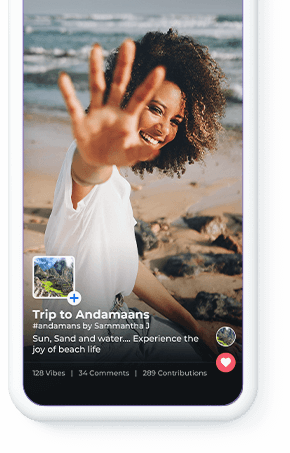 Trip to Andamaans
#andamans by Sammantha J
Sun, Sand and water.... Experience the
joy of beach life
128 Vibes | 34 Comments | 289 Contributions